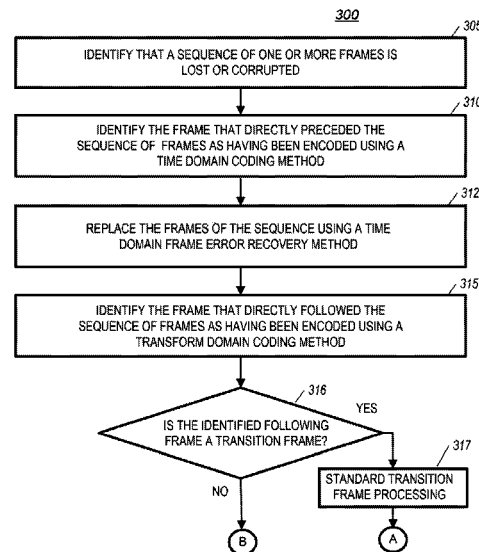 300
305
IDENTIFY THAT A SEQUENCE OF ONE OR MORE FRAMES IS
LOST OR CORRUPTED
310
IDENTIFY THE FRAME THAT DIRECTLY PRECEDED THE
SEQUENCE OF FRAMES AS HAVING BEEN ENCODED USING A
TIME DOMAIN CODING METHOD
312
REPLACE THE FRAMES OF THE SEQUENCE USING A TIME
DOMAIN FRAME ERROR RECOVERY METHOD
315
IDENTIFY THE FRAME THAT DIRECTLY FOLLOWED THE
SEQUENCE OF FRAMES AS HAVING BEEN ENCODED USING A
TRANSFORM DOMAIN CODING METHOD
316
IS THE IDENTIFIED FOLLOWING
FRAME A TRANSITION FRAME?
YES
317
STANDARD TRANSITION
FRAME PROCESSING
NO
B
A